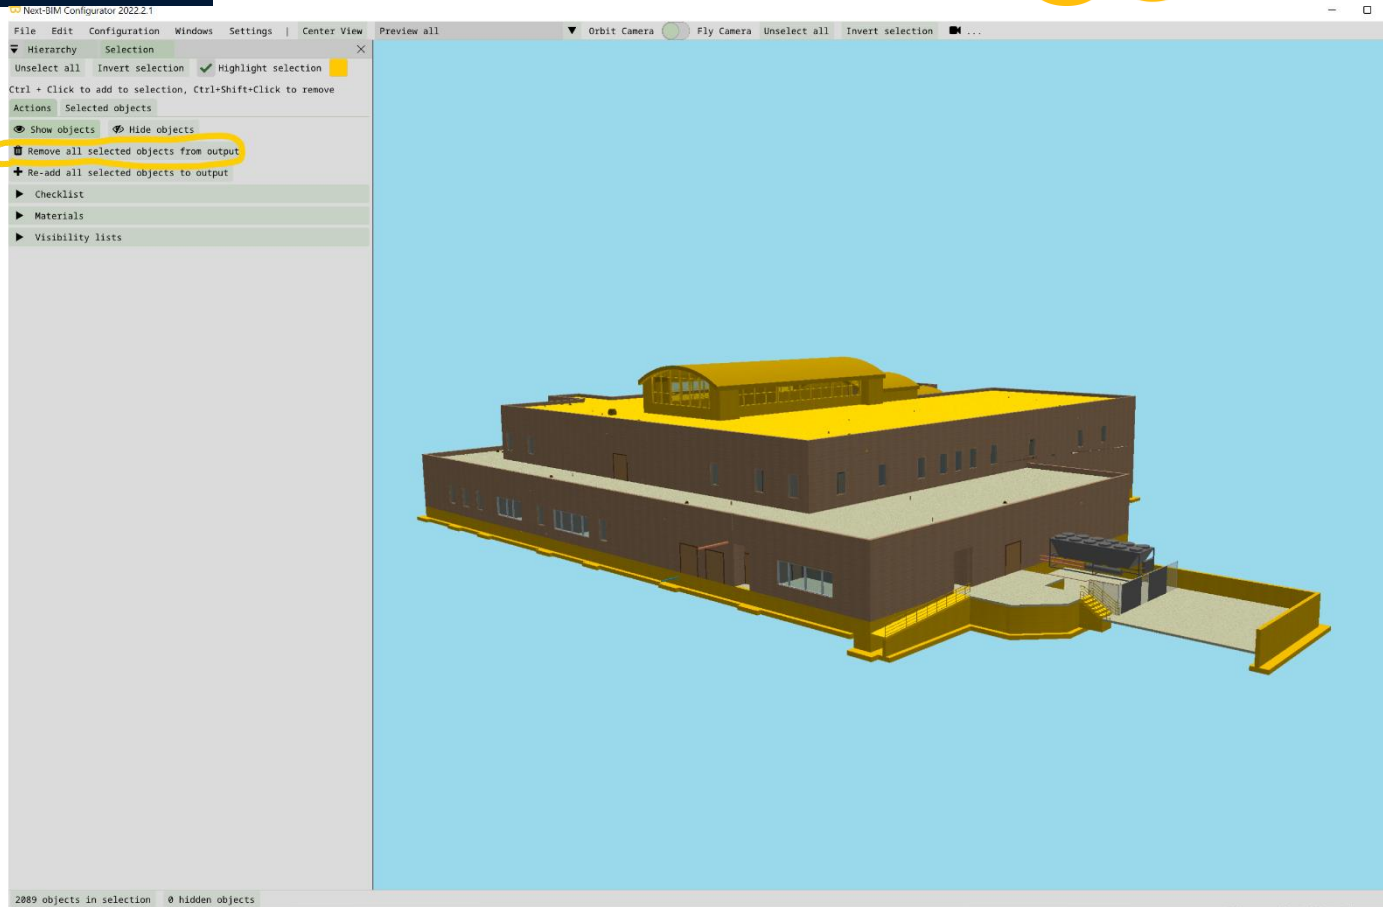 Next-BIM Configurator 2022.2.1
File Edit Configuration Windows Settings | Center View Preview all Orbit Camera Fly Camera Unselect all Invert selection ...
Hierarchy Selection
Unselect all Invert selection Highlight selection
Ctrl + Click to add to selection, Ctrl+Shift+Click to remove
Actions Selected objects
Show objects Hide objects
Remove all selected objects from output
Re-add all selected objects to output
Checklist
Materials
Visibility lists
2089 objects in selection 0 hidden objects